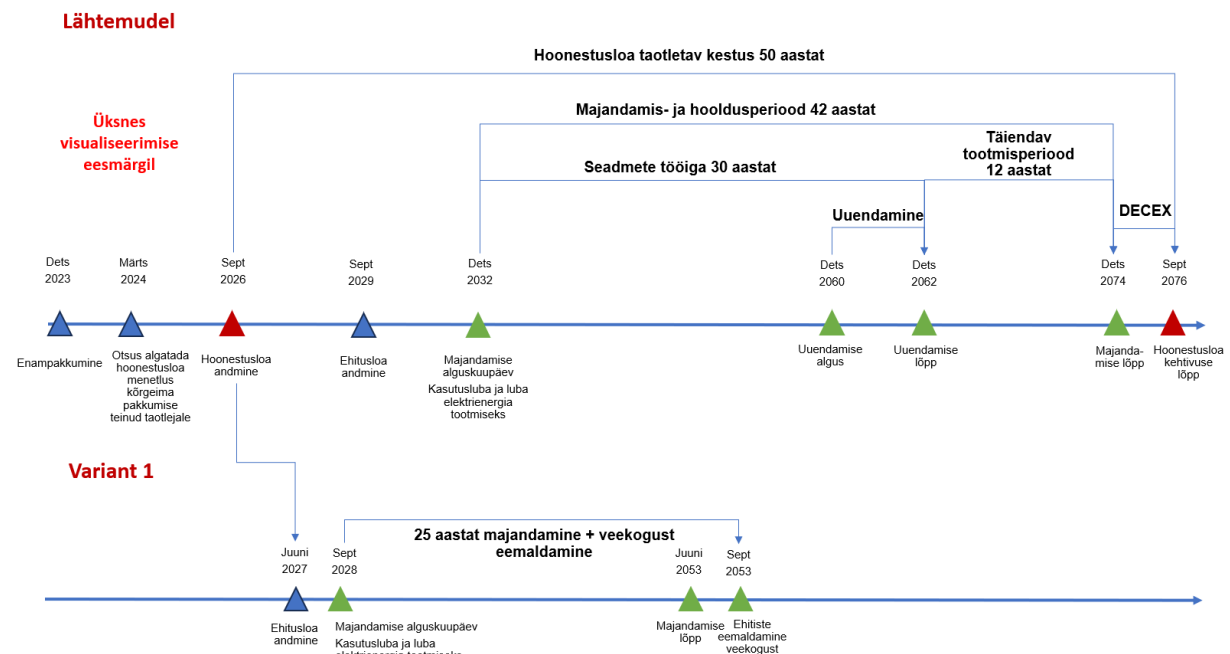 Lähtemudel
Hoonestusloa taotletav kestus 50 aastat
Üksnes
visualiseerimise
eesmärgil
Majandamis- ja hooldusperiood 42 aastat
Täiendav
tootmisperiood
12 aastat
Seadmete tööiga 30 aastat
Uuendamine
DECEX
Dets
2023
Märts
2024
Sept
2026
Sept
2029
Dets
2032
Dets
2060
Dets
2062
Dets
2074
Sept
2076
Enampakkumine
Otsus algatada
hoonestusloa
menetlus
kõrgeima
pakkumise
teinud taotlejale
Hoonestusloa
andmine
Ehitusloa
andmine
Majandamise
alguskuupäev
Kasutusluba ja luba
elektrienergia
tootmiseks
Uuendamise
algus
Uuendamise
lõpp
Majanda-
mise lõpp
Hoonestusloa
kehtivuse
lõpp
Variant 1
25 aastat majandamine + veekogust
eemaldamine
Juuni
2027
Sept
2028
Juuni
2053
Sept
2053
Ehitusloa
andmine
Majandamise alguskuupäev
Kasutusluba ja luba
elektrienergia tootmiseks
Majandamise
lõpp
Ehitiste
eemaldamine
veekogust